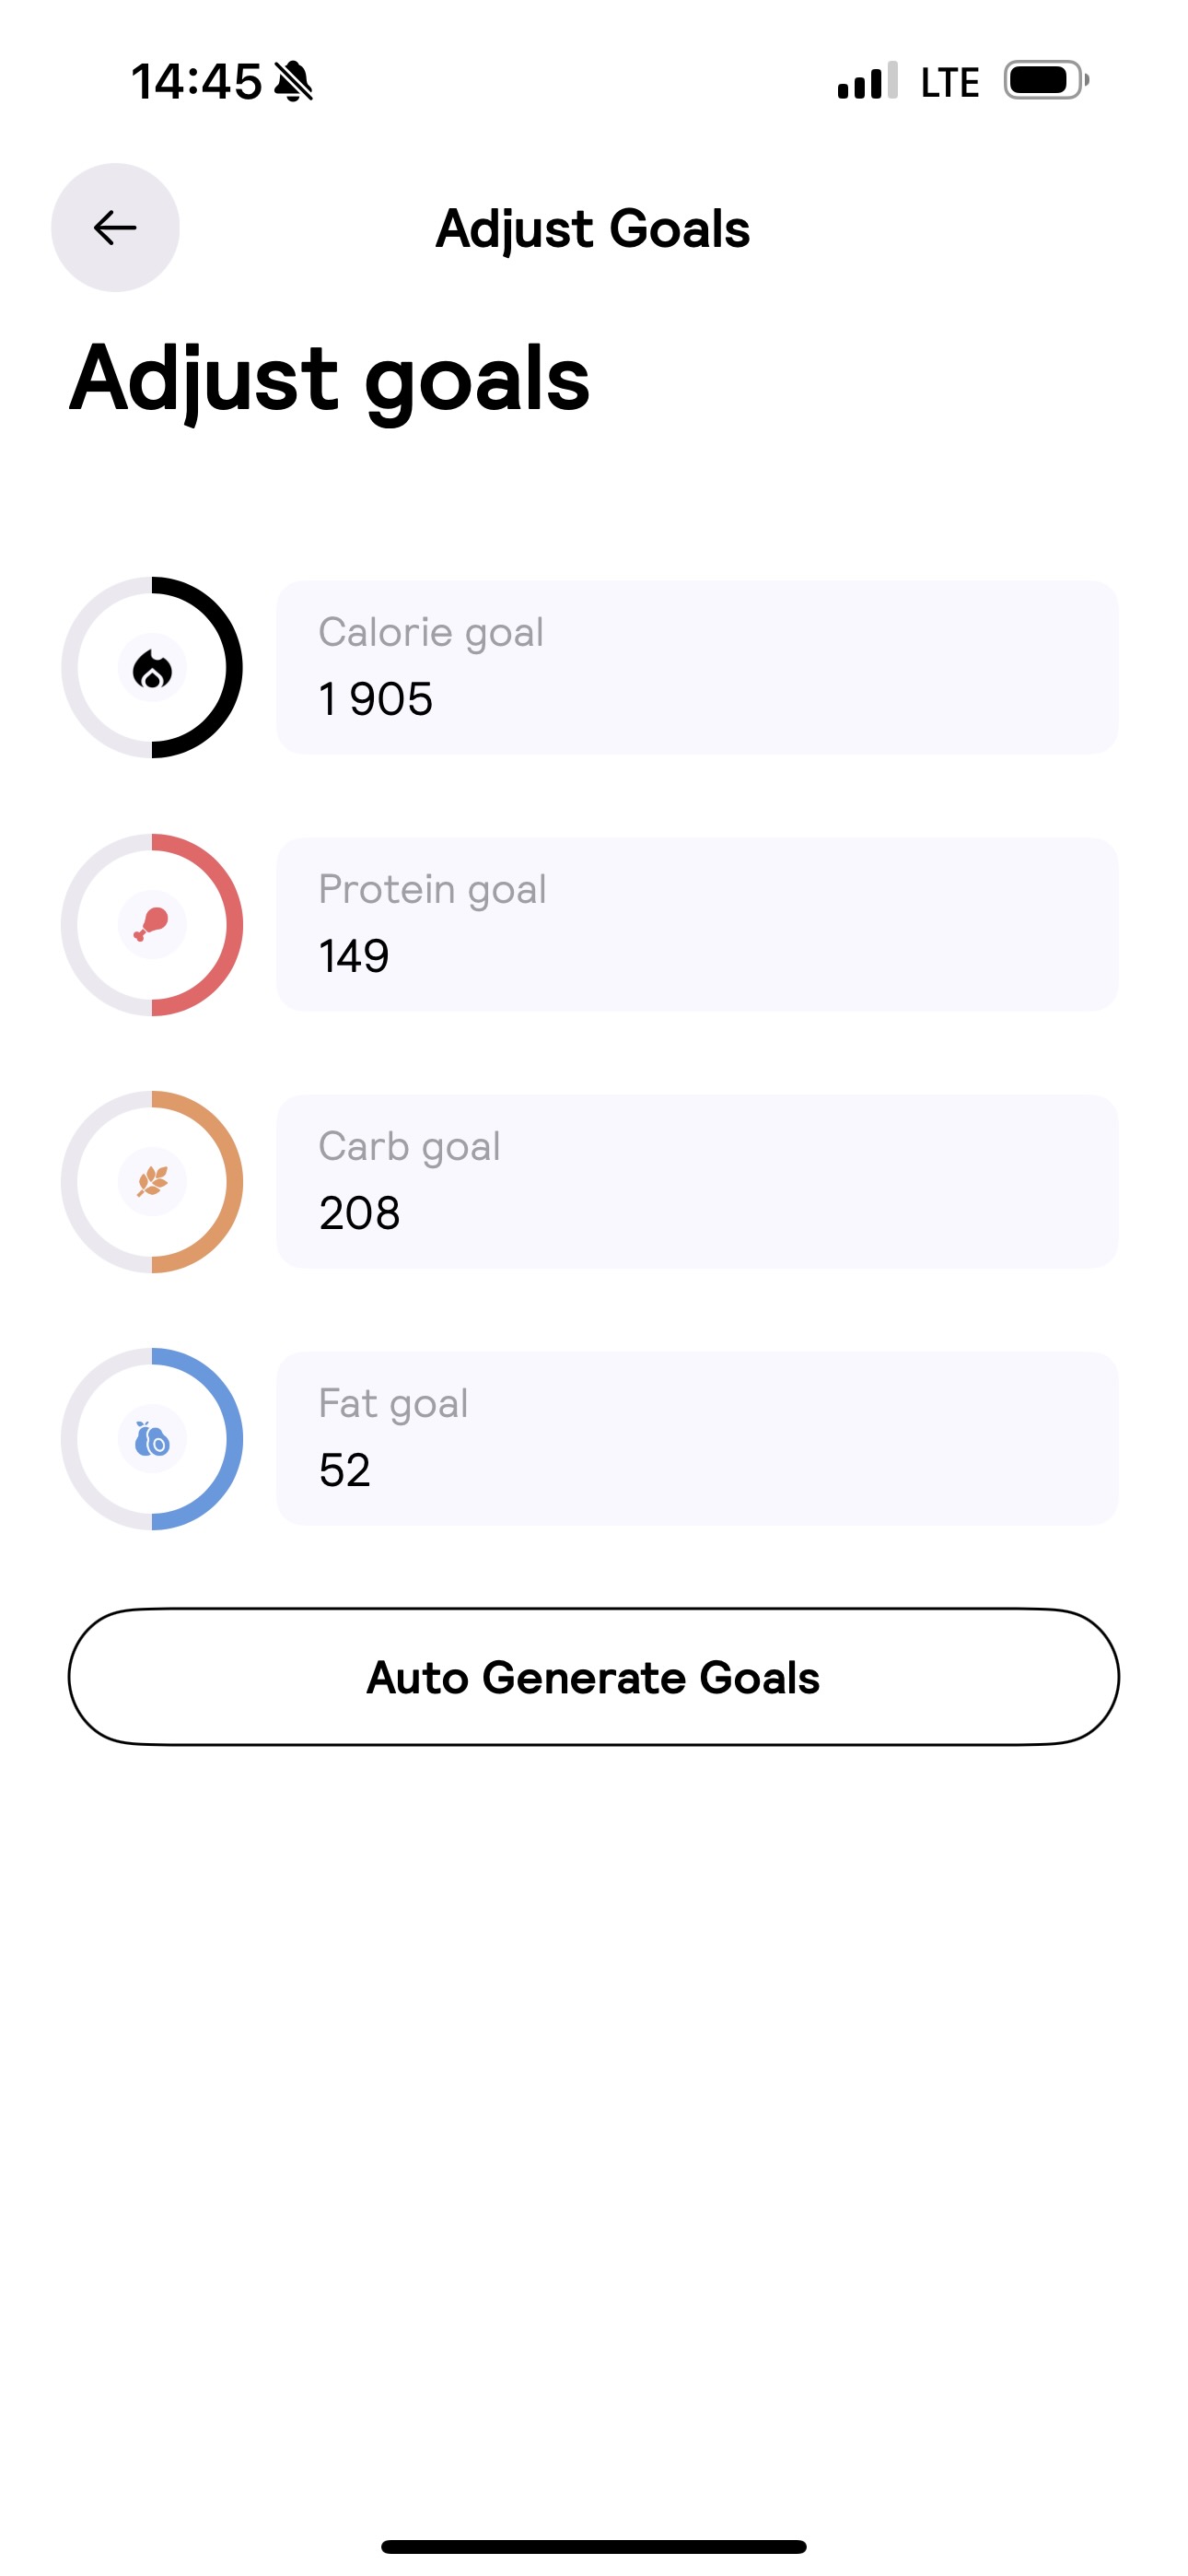 14:45
LTE
Adjust Goals
Adjust goals
Calorie goal
1 905
Protein goal
149
Carb goal
208
Fat goal
52
Auto Generate Goals